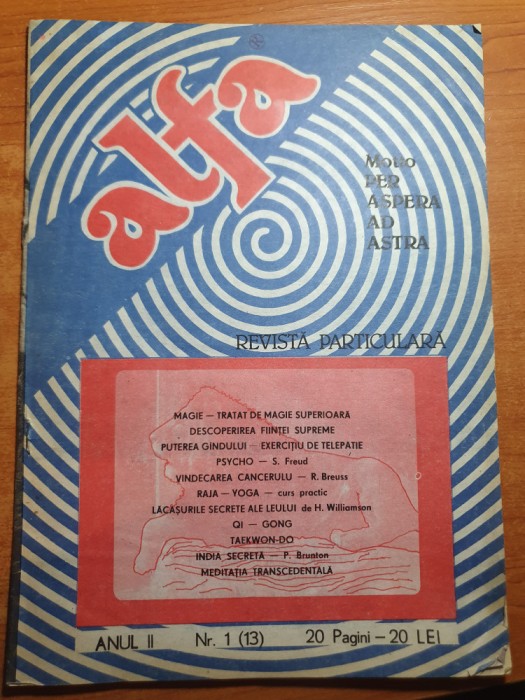 alfa
Motto
PER
ASPERA
AD
ASTRA
REVISTĂ PARTICULARĂ
MAGIE — TRATAT DE MAGIE SUPERIOARĂ
DESCOPERIREA FIINȚEI SUPREME
PUTEREA GÎNDULUI — EXERCIȚIU DE TELEPATIE
PSYCHO — S. Freud
VINDECAREA CANCERULUI — R. Breuss
RAJA — YOGA — curs practic
LĂCAȘURILE SECRETE ALE LEULUI de H. Williamson
QI — GONG
TAEKWON-DO
INDIA SECRETĂ — P. Brunton
MEDITAȚIA TRANSCEDENTALĂ
ANUL II Nr. 1 (13) 20 Pagini — 20 LEI